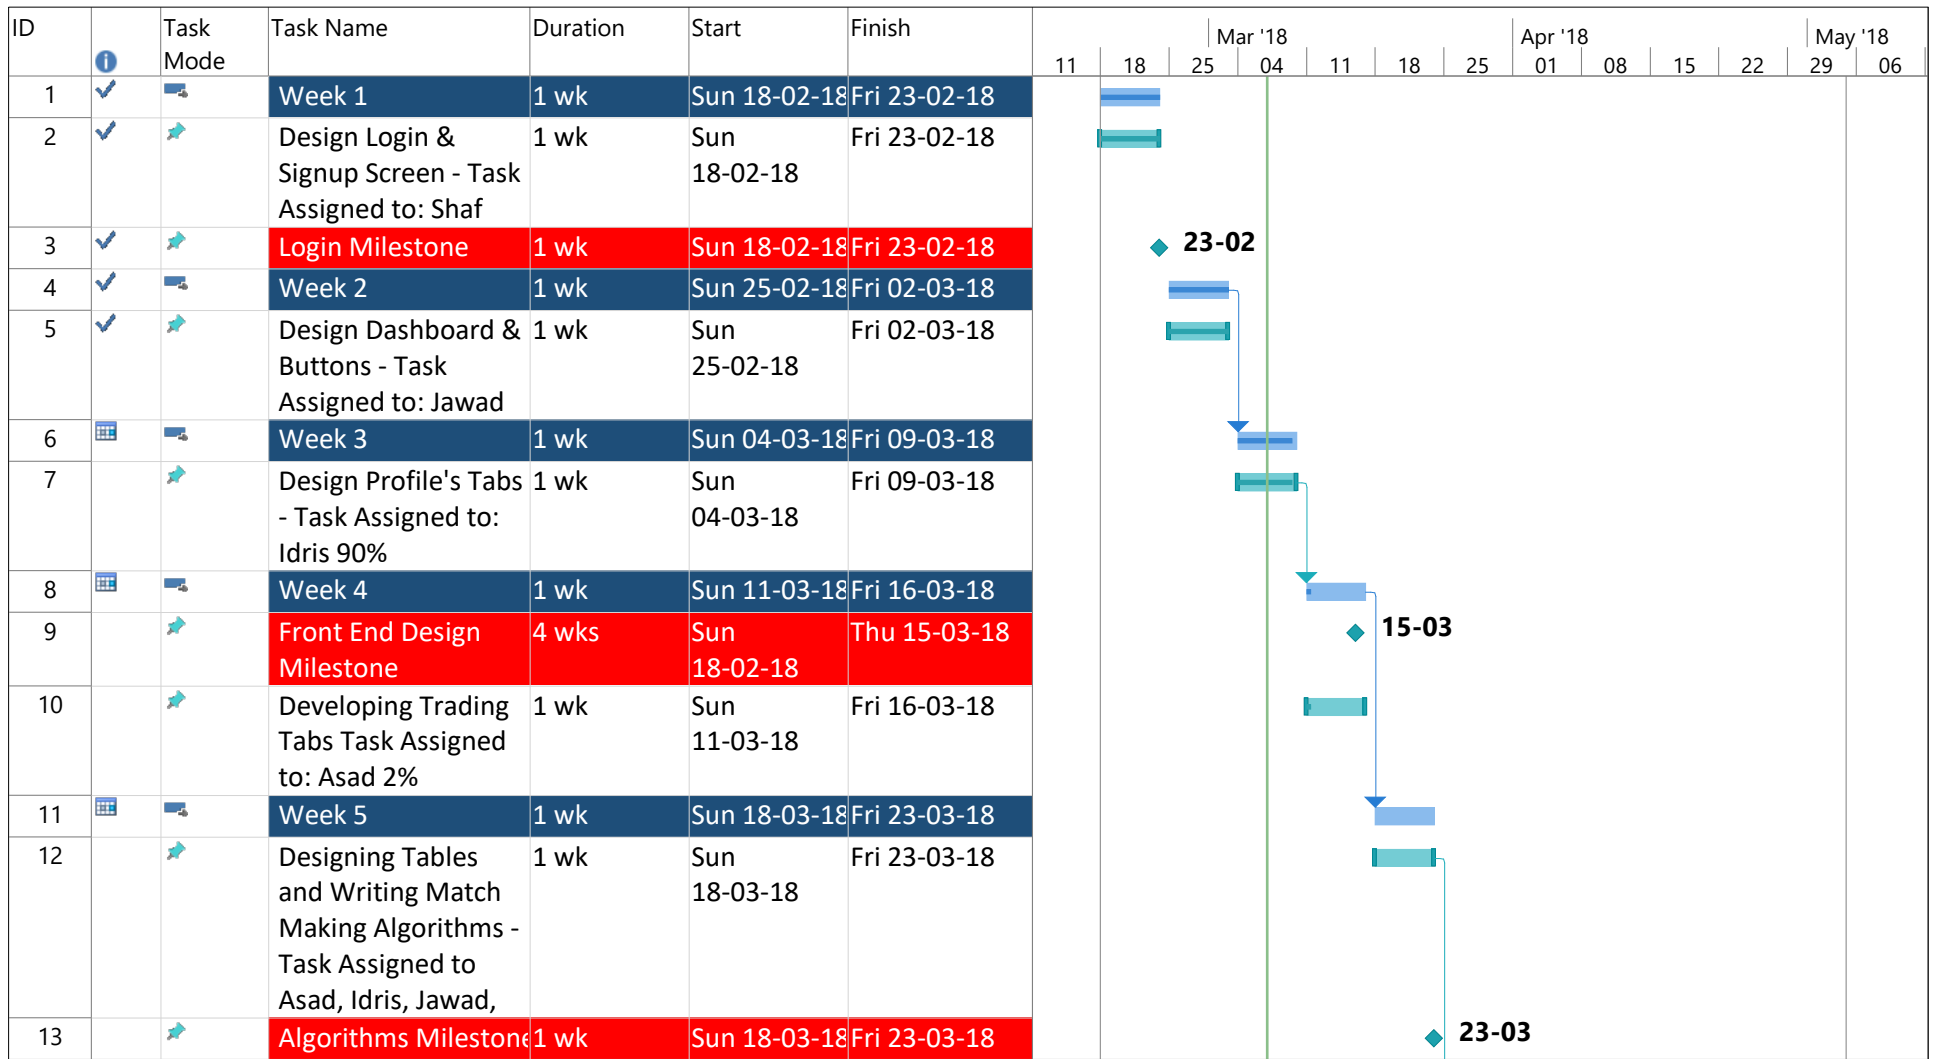 ID Task Mode Task Name Duration Start Finish
Mar '18 Apr '18 May '18
11 18 25 04 11 18 25 01 08 15 22 29 06
1 Week 1 1 wk Sun 18-02-18 Fri 23-02-18
2 Design Login & 1 wk Sun Fri 23-02-18
Signup Screen - Task 18-02-18
Assigned to: Shaf
3 Login Milestone 1 wk Sun 18-02-18 Fri 23-02-18 23-02
4 Week 2 1 wk Sun 25-02-18 Fri 02-03-18
5 Design Dashboard & 1 wk Sun Fri 02-03-18
Buttons - Task 25-02-18
Assigned to: Jawad
6 Week 3 1 wk Sun 04-03-18 Fri 09-03-18
7 Design Profile's Tabs 1 wk Sun Fri 09-03-18
- Task Assigned to: 04-03-18
Idris 90%
8 Week 4 1 wk Sun 11-03-18 Fri 16-03-18
9 Front End Design 4 wks Sun Thu 15-03-18 15-03
Milestone 18-02-18
10 Developing Trading 1 wk Sun Fri 16-03-18
Tabs Task Assigned 11-03-18
to: Asad 2%
11 Week 5 1 wk Sun 18-03-18 Fri 23-03-18
12 Designing Tables 1 wk Sun Fri 23-03-18
and Writing Match 18-03-18
Making Algorithms -
Task Assigned to
Asad, Idris, Jawad,
13 Algorithms Milestone 1 wk Sun 18-03-18 Fri 23-03-18 23-03